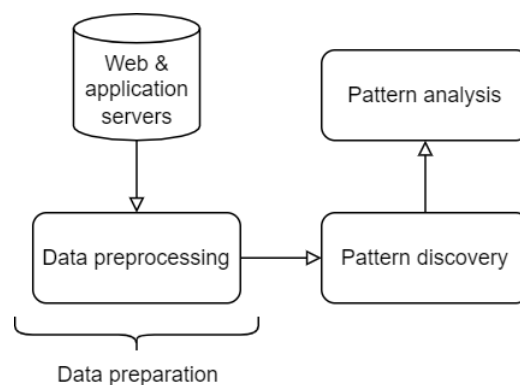 Web &
application
servers
Pattern analysis
Data preprocessing
Pattern discovery
Data preparation